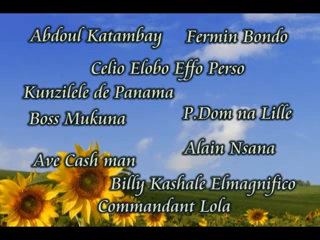 Abdoul Katambay
Fermin Bondo
Celio Elobo Effo Perso
Kunzilele de Panama
P.Dom na Lille
Boss Mukuna
Alain Nsana
Ave Cash man
Billy Kashale Elmagnifico
Commandant Lola